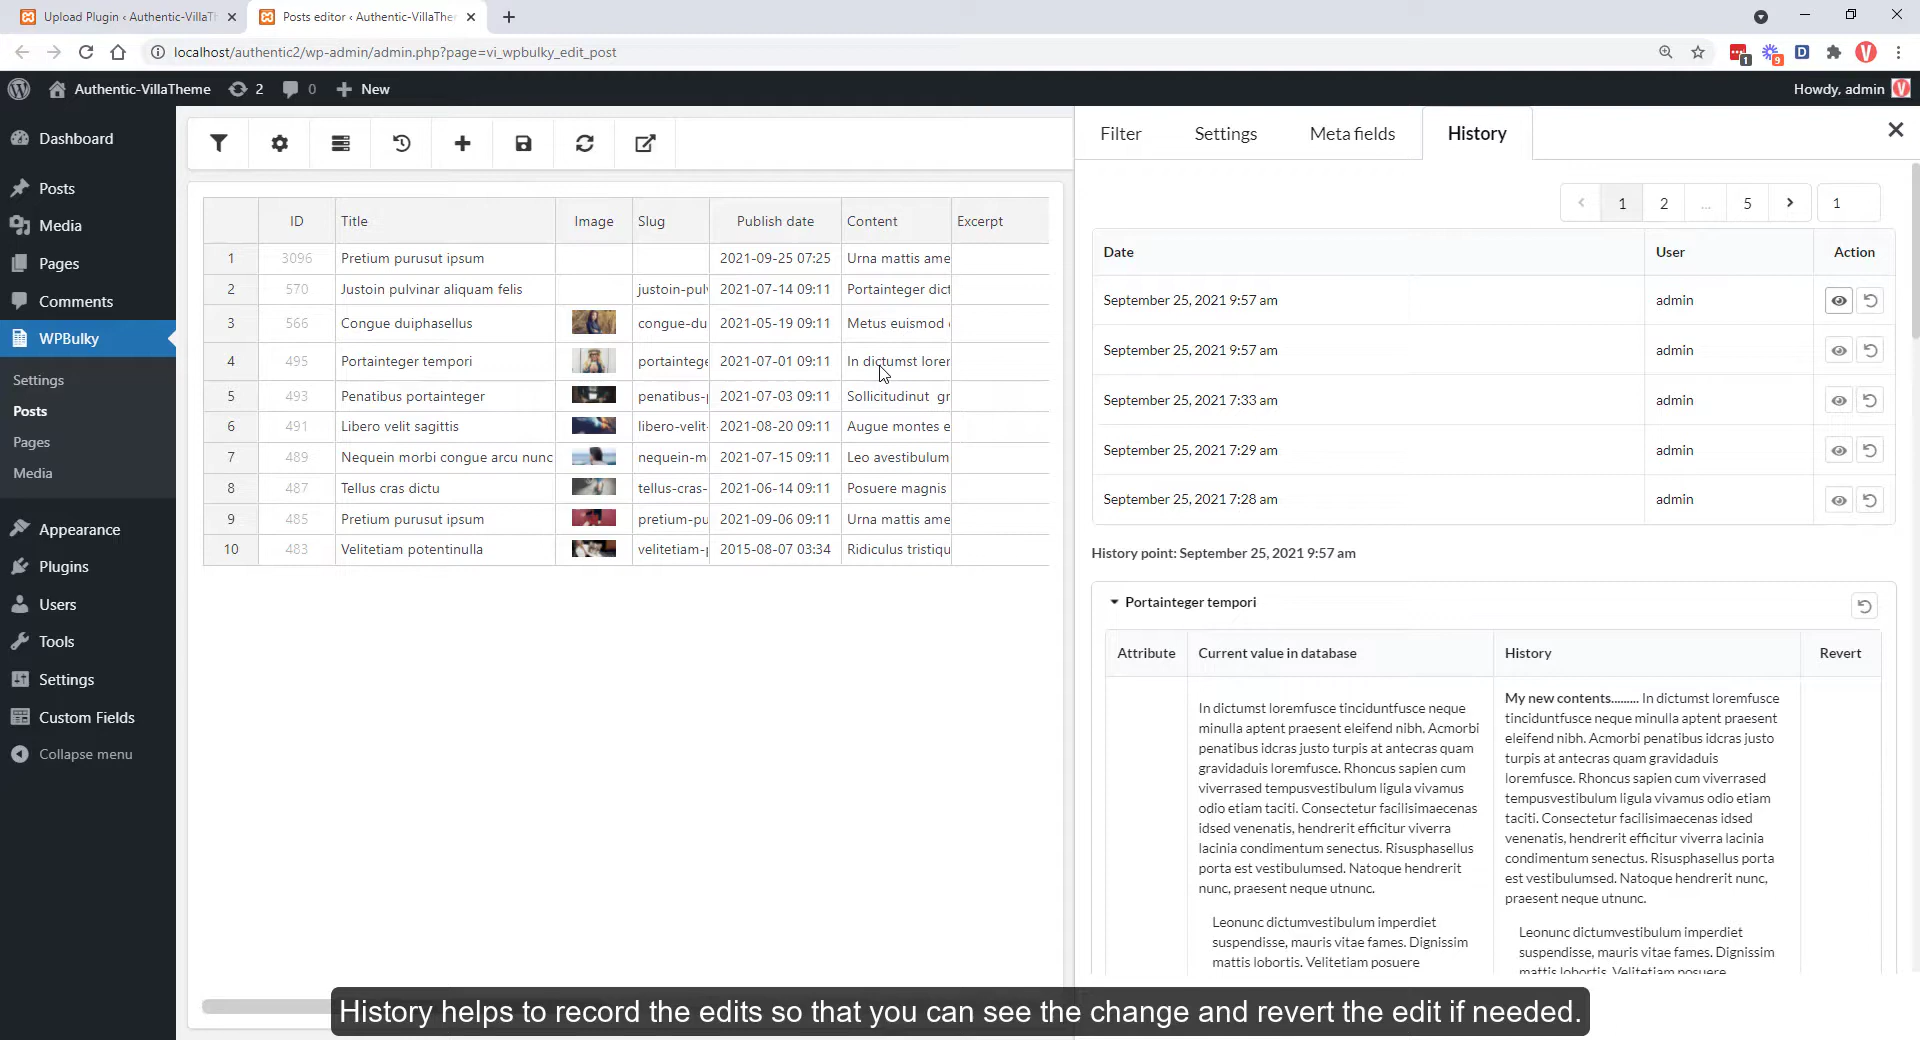 Upload Plugin ‹ Authentic-VillaT
Posts editor ‹ Authentic-VillaTheme
localhost/authentic2/wp-admin/admin.php?page=vi_wpbulky_edit_post
1
9
D
V
Authentic-VillaTheme
2
0
New
Howdy, admin
Dashboard
Posts
Media
Pages
Comments
WPBulky
Settings
Posts
Pages
Media
Appearance
Plugins
Users
Tools
Settings
Custom Fields
Collapse menu
ID Title Image Slug Publish date Content Excerpt
1 3096 Pretium purusut ipsum 2021-09-25 07:25 Urna mattis ame
2 570 Justoin pulvinar aliquam felis justoin-pulv 2021-07-14 09:11 Portainteger dict
3 566 Congue duiphasellus congue-du 2021-05-19 09:11 Metus euismod
4 495 Portainteger tempori portaintege 2021-07-01 09:11 In dictumst lorer
5 493 Penatibus portainteger penatibus-p 2021-07-03 09:11 Sollicitudinut gr
6 491 Libero velit sagittis libero-velit- 2021-08-20 09:11 Augue montes e
7 489 Nequein morbi congue arcu nunc nequein-m 2021-07-15 09:11 Leo avestibulum
8 487 Tellus cras dictu tellus-cras- 2021-06-14 09:11 Posuere magnis
9 485 Pretium purusut ipsum pretium-pu 2021-09-06 09:11 Urna mattis ame
10 483 Velitetiam potentinulla velitetiam-p 2015-08-07 03:34 Ridiculus tristiqu
Filter Settings Meta fields History
1 2 ... 5 1
Date User Action
September 25, 2021 9:57 am admin
September 25, 2021 9:57 am admin
September 25, 2021 7:33 am admin
September 25, 2021 7:29 am admin
September 25, 2021 7:28 am admin
History point: September 25, 2021 9:57 am
Portainteger tempori
Attribute Current value in database History Revert
In dictumst loremfusce tinciduntfusce neque
minulla aptent praesent eleifend nibh. Acmorbi
penatibus idcras justo turpis at antecras quam
gravidaduis loremfusce. Rhoncus sapien cum
viverrased tempusvestibulum ligula vivamus
odio etiam taciti. Consectetur facilisimaecenas
idsed venenatis, hendrerit efficitur viverra
lacinia condimentum senectus. Risusphasellus
porta est vestibulumsed. Natoque hendrerit
nunc, praesent neque utnunc.
Leonunc dictumvestibulum imperdiet
suspendisse, mauris vitae fames. Dignissim
mattis lobortis. Velitetiam posuere
My new contents......... In dictumst loremfusce
tinciduntfusce neque minulla aptent praesent
eleifend nibh. Acmorbi penatibus idcras justo
turpis at antecras quam gravidaduis
loremfusce. Rhoncus sapien cum viverrased
tempusvestibulum ligula vivamus odio etiam
taciti. Consectetur facilisimaecenas idsed
venenatis, hendrerit efficitur viverra lacinia
condimentum senectus. Risusphasellus porta
est vestibulumsed. Natoque hendrerit nunc,
praesent neque utnunc.
Leonunc dictumvestibulum imperdiet
suspendisse, mauris vitae fames. Dignissim
mattis lobortis. Velitetiam posuere
History helps to record the edits so that you can see the change and revert the edit if needed.